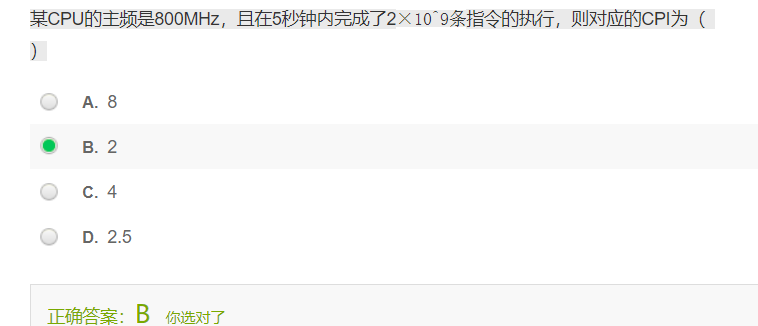 某CPU的主频是800MHz，且在5秒钟内完成了2×10^9条指令的执行，则对应的CPI为（
）
A. 8
B. 2
C. 4
D. 2.5
正确答案：B 你选对了